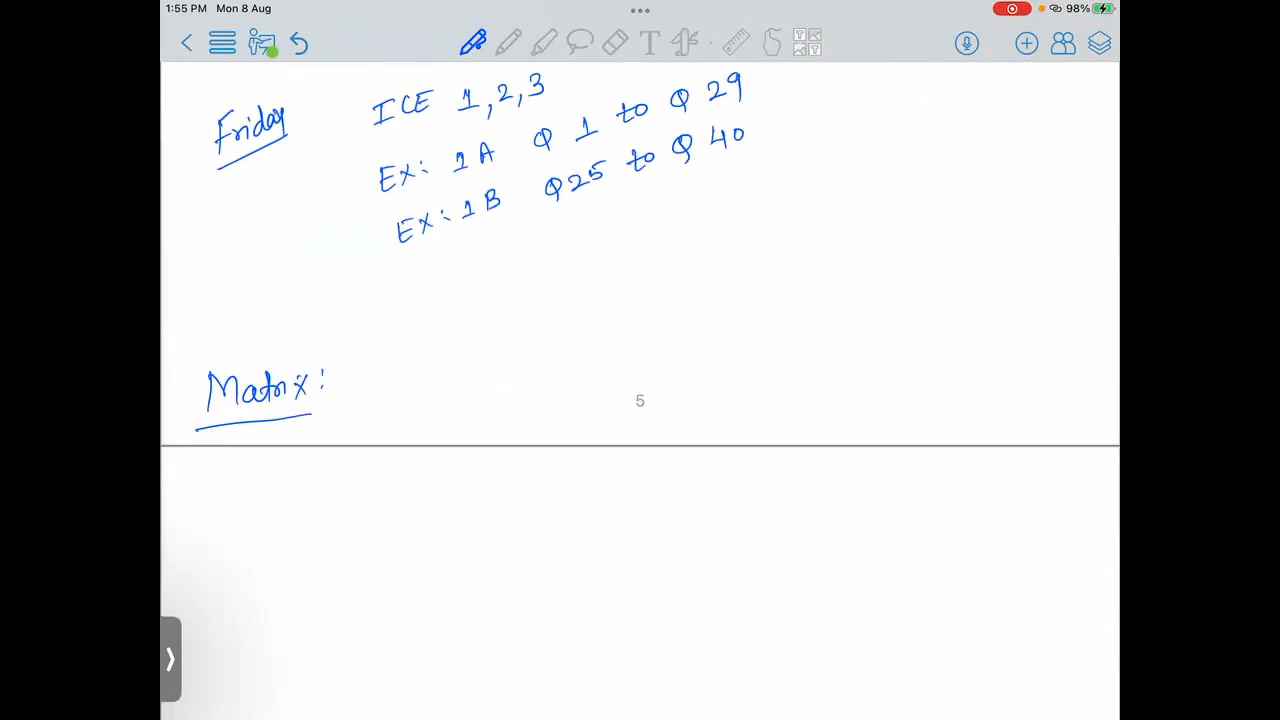 1:55 PM Mon 8 Aug
98%
Friday ICE 1, 2, 3
Ex: 1A Q 1 to Q 29
Ex: 1B Q25 to Q 40
Matrix:
5